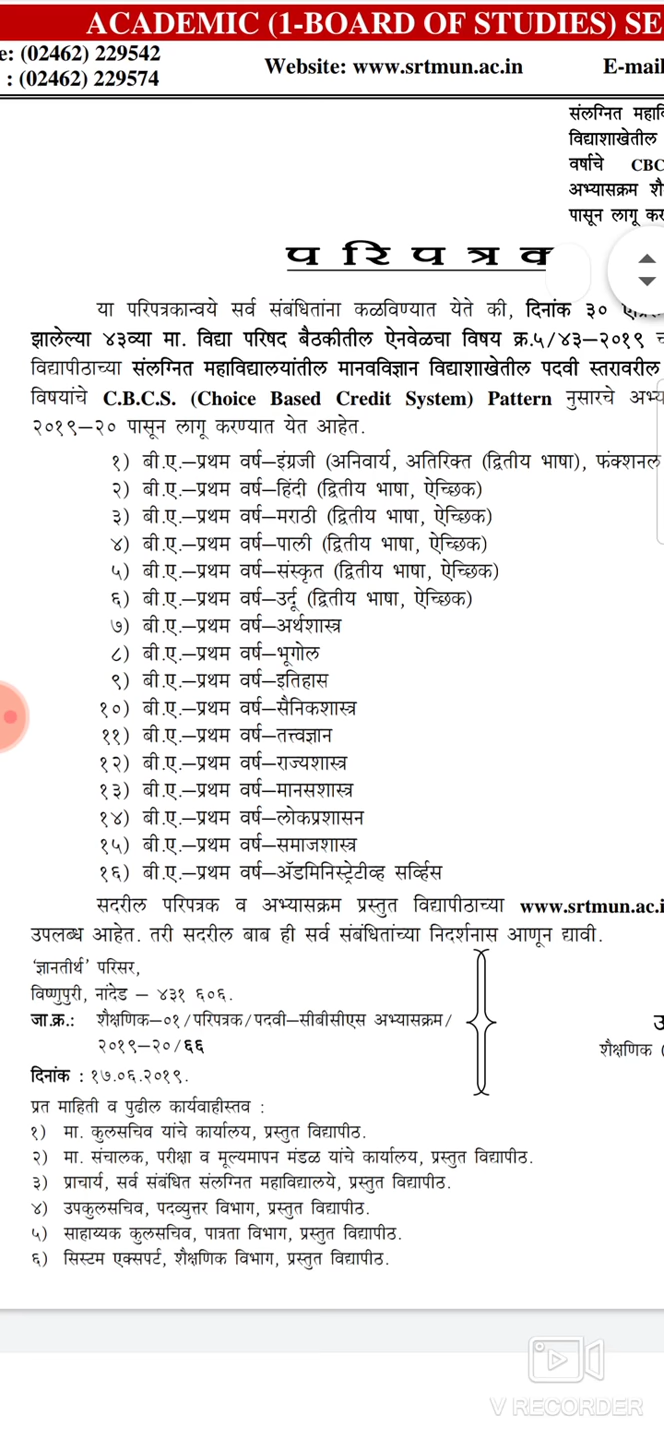 ACADEMIC (1-BOARD OF STUDIES) SE
e: (02462) 229542
: (02462) 229574
Website: www.srtmun.ac.in
E-mail
संलग्नित महावि
विद्याशाखेतील
वर्षाचे CBC
अभ्यासक्रम शै
पासून लागू कर
प रि प त्र क
या परिपत्रकान्वये सर्व संबंधितांना कळविण्यात येते की, दिनांक ३०
झालेल्या ४३व्या मा. विद्या परिषद बैठकीतील ऐनवेळचा विषय क्र.५/४३–२०१९
विद्यापीठाच्या संलग्नित महाविद्यालयांतील मानवविज्ञान विद्याशाखेतील पदवी स्तरावरील
विषयांचे C.B.C.S. (Choice Based Credit System) Pattern नुसारचे अभ्य
२०१९–२० पासून लागू करण्यात येत आहेत.
१) बी.ए.–प्रथम वर्ष–इंग्रजी (अनिवार्य, अतिरिक्त (द्वितीय भाषा), फंक्शनल
२) बी.ए.–प्रथम वर्ष–हिंदी (द्वितीय भाषा, ऐच्छिक)
३) बी.ए.–प्रथम वर्ष–मराठी (द्वितीय भाषा, ऐच्छिक)
४) बी.ए.–प्रथम वर्ष–पाली (द्वितीय भाषा, ऐच्छिक)
५) बी.ए.–प्रथम वर्ष–संस्कृत (द्वितीय भाषा, ऐच्छिक)
६) बी.ए.–प्रथम वर्ष–उर्दू (द्वितीय भाषा, ऐच्छिक)
७) बी.ए.–प्रथम वर्ष–अर्थशास्त्र
८) बी.ए.–प्रथम वर्ष–भूगोल
९) बी.ए.–प्रथम वर्ष–इतिहास
१०) बी.ए.–प्रथम वर्ष–सैनिकशास्त्र
११) बी.ए.–प्रथम वर्ष–तत्त्वज्ञान
१२) बी.ए.–प्रथम वर्ष–राज्यशास्त्र
१३) बी.ए.–प्रथम वर्ष–मानसशास्त्र
१४) बी.ए.–प्रथम वर्ष–लोकप्रशासन
१५) बी.ए.–प्रथम वर्ष–समाजशास्त्र
१६) बी.ए.–प्रथम वर्ष–ॲडमिनिस्ट्रेटीव्ह सर्व्हिस
सदरील परिपत्रक व अभ्यासक्रम प्रस्तुत विद्यापीठाच्या www.srtmun.ac.i
उपलब्ध आहेत. तरी सदरील बाब ही सर्व संबंधितांच्या निदर्शनास आणून द्यावी.
'ज्ञानतीर्थ' परिसर,
विष्णुपुरी, नांदेड – ४३१ ६०६.
जा.क्र.: शैक्षणिक–०१/परिपत्रक/पदवी–सीबीसीएस अभ्यासक्रम/
२०१९–२०/६६
शैक्षणिक (
दिनांक : १७.०६.२०१९.
प्रत माहिती व पुढील कार्यवाहीस्तव :
१) मा. कुलसचिव यांचे कार्यालय, प्रस्तुत विद्यापीठ.
२) मा. संचालक, परीक्षा व मूल्यमापन मंडळ यांचे कार्यालय, प्रस्तुत विद्यापीठ.
३) प्राचार्य, सर्व संबंधित संलग्नित महाविद्यालये, प्रस्तुत विद्यापीठ.
४) उपकुलसचिव, पदव्युत्तर विभाग, प्रस्तुत विद्यापीठ.
५) साहाय्यक कुलसचिव, पात्रता विभाग, प्रस्तुत विद्यापीठ.
६) सिस्टम एक्सपर्ट, शैक्षणिक विभाग, प्रस्तुत विद्यापीठ.
V RECORDER